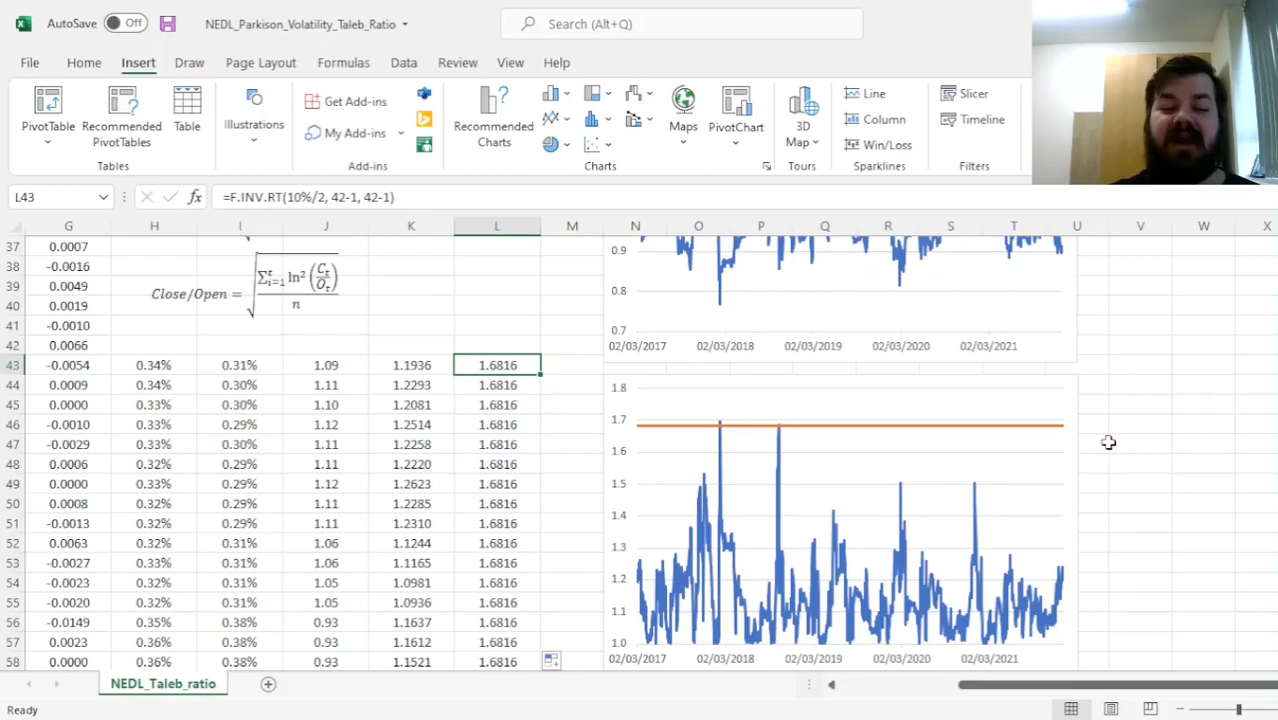 AutoSave Off NEDL_Parkison_Volatility_Taleb_Ratio Search (Alt+Q)
File Home Insert Draw Page Layout Formulas Data Review View Help
PivotTable Recommended PivotTables Table Illustrations Get Add-ins My Add-ins Recommended Charts Maps PivotChart 3D Map Line Column Win/Loss Slicer Timeline
Tables Add-ins Charts Tours Sparklines Filters
L43 fx =F.INV.RT(10%/2, 42-1, 42-1)
G H I J K L M N O P Q R S T U V W X
37 0.0007
38 -0.0016
39 0.0049
40 0.0019
41 -0.0010
42 0.0066
Close/Open = √ ∑ t i=1 ln² (Ct/Ot) / n
43 -0.0054 0.34% 0.31% 1.09 1.1936 1.6816
44 0.0009 0.34% 0.30% 1.11 1.2293 1.6816
45 0.0000 0.33% 0.30% 1.10 1.2081 1.6816
46 -0.0010 0.33% 0.29% 1.12 1.2514 1.6816
47 -0.0029 0.33% 0.30% 1.11 1.2258 1.6816
48 0.0006 0.32% 0.29% 1.11 1.2220 1.6816
49 0.0000 0.33% 0.29% 1.12 1.2623 1.6816
50 0.0008 0.32% 0.29% 1.11 1.2285 1.6816
51 -0.0013 0.32% 0.29% 1.11 1.2310 1.6816
52 0.0063 0.32% 0.31% 1.06 1.1244 1.6816
53 -0.0027 0.33% 0.31% 1.06 1.1165 1.6816
54 -0.0023 0.32% 0.31% 1.05 1.0981 1.6816
55 -0.0020 0.32% 0.31% 1.05 1.0936 1.6816
56 -0.0149 0.35% 0.38% 0.93 1.1637 1.6816
57 0.0023 0.36% 0.38% 0.93 1.1612 1.6816
58 0.0000 0.36% 0.38% 0.93 1.1521 1.6816
0.9
0.8
0.7
02/03/2017 02/03/2018 02/03/2019 02/03/2020 02/03/2021
1.8
1.7
1.6
1.5
1.4
1.3
1.2
1.1
1.0
02/03/2017 02/03/2018 02/03/2019 02/03/2020 02/03/2021
NEDL_Taleb_ratio
Ready